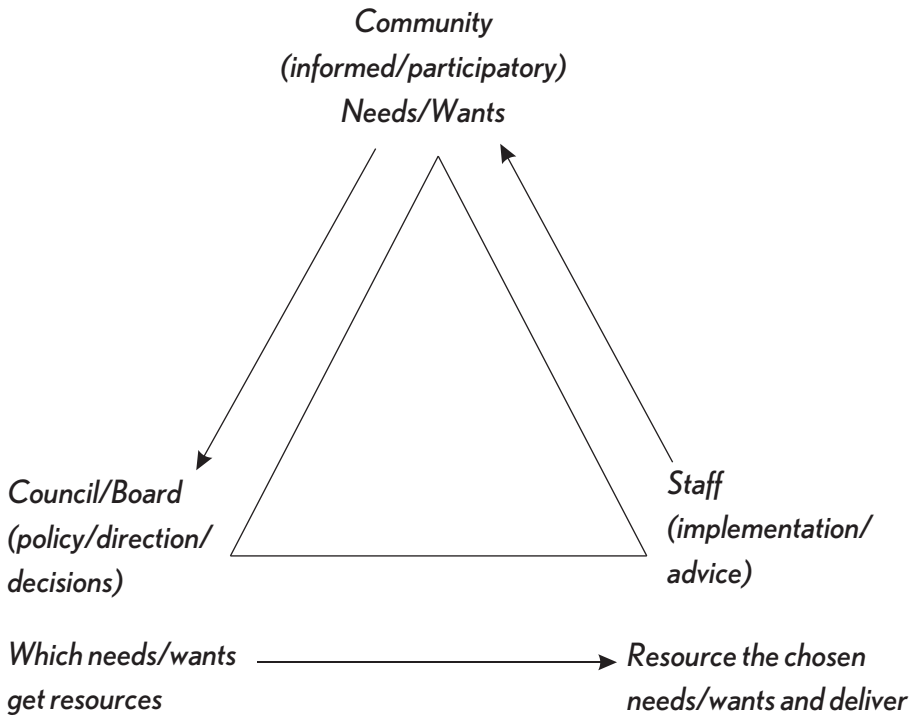 Community
(informed/participatory)
Needs/Wants
Council/Board
(policy/direction/
decisions)
Staff
(implementation/
advice)
Which needs/wants
get resources
Resource the chosen
needs/wants and deliver